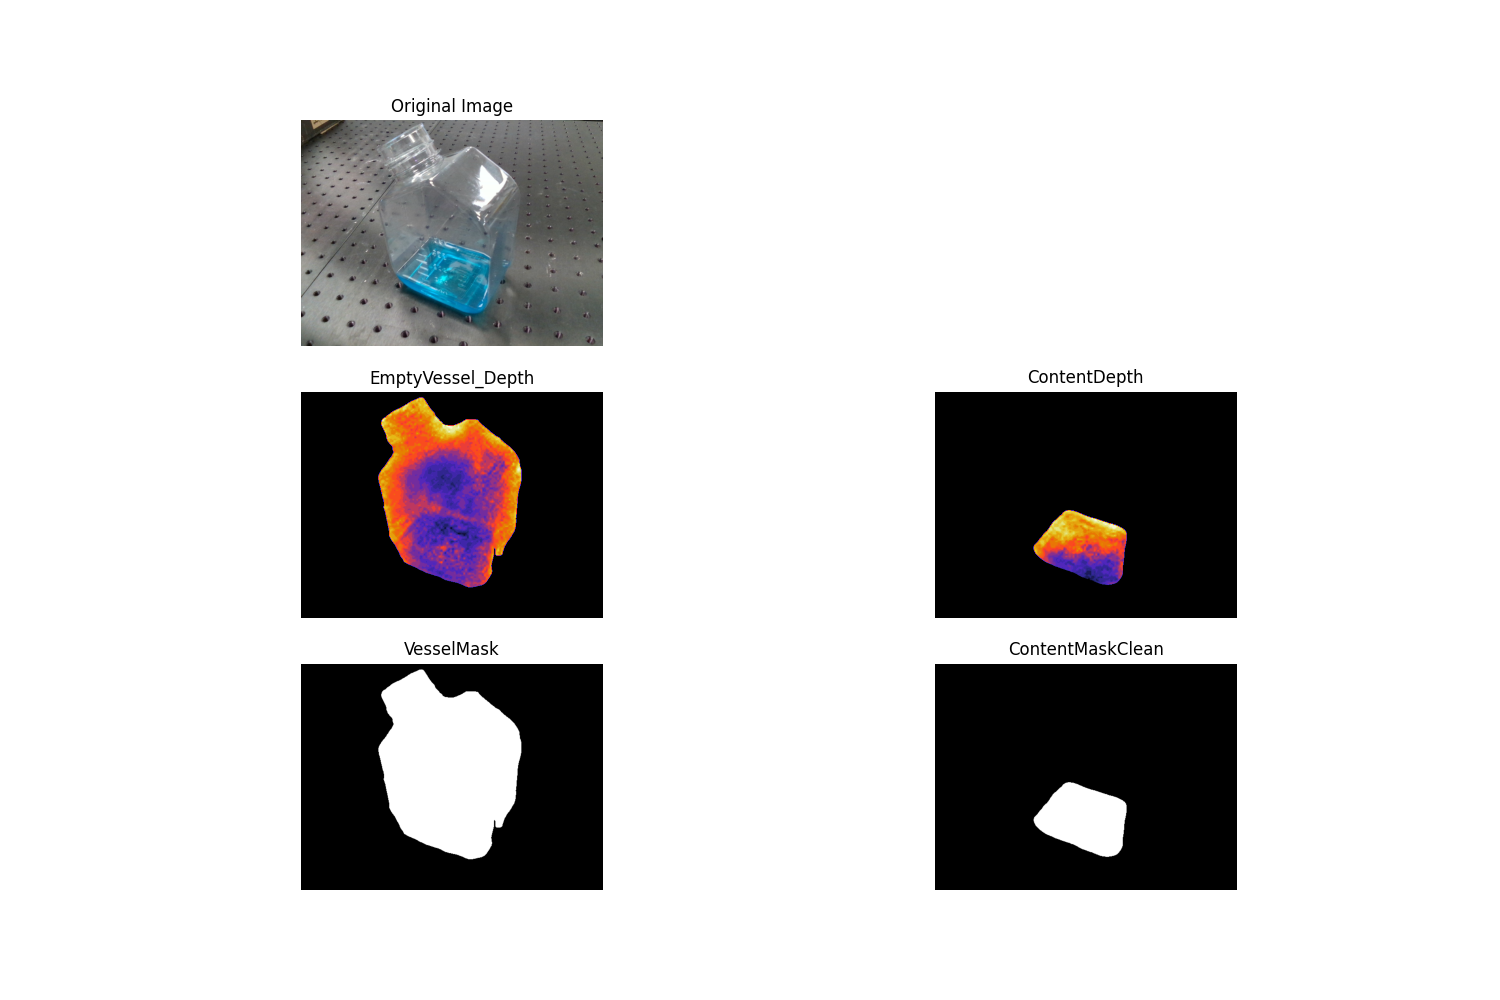 Original Image
EmptyVessel_Depth
ContentDepth
VesselMask
ContentMaskClean